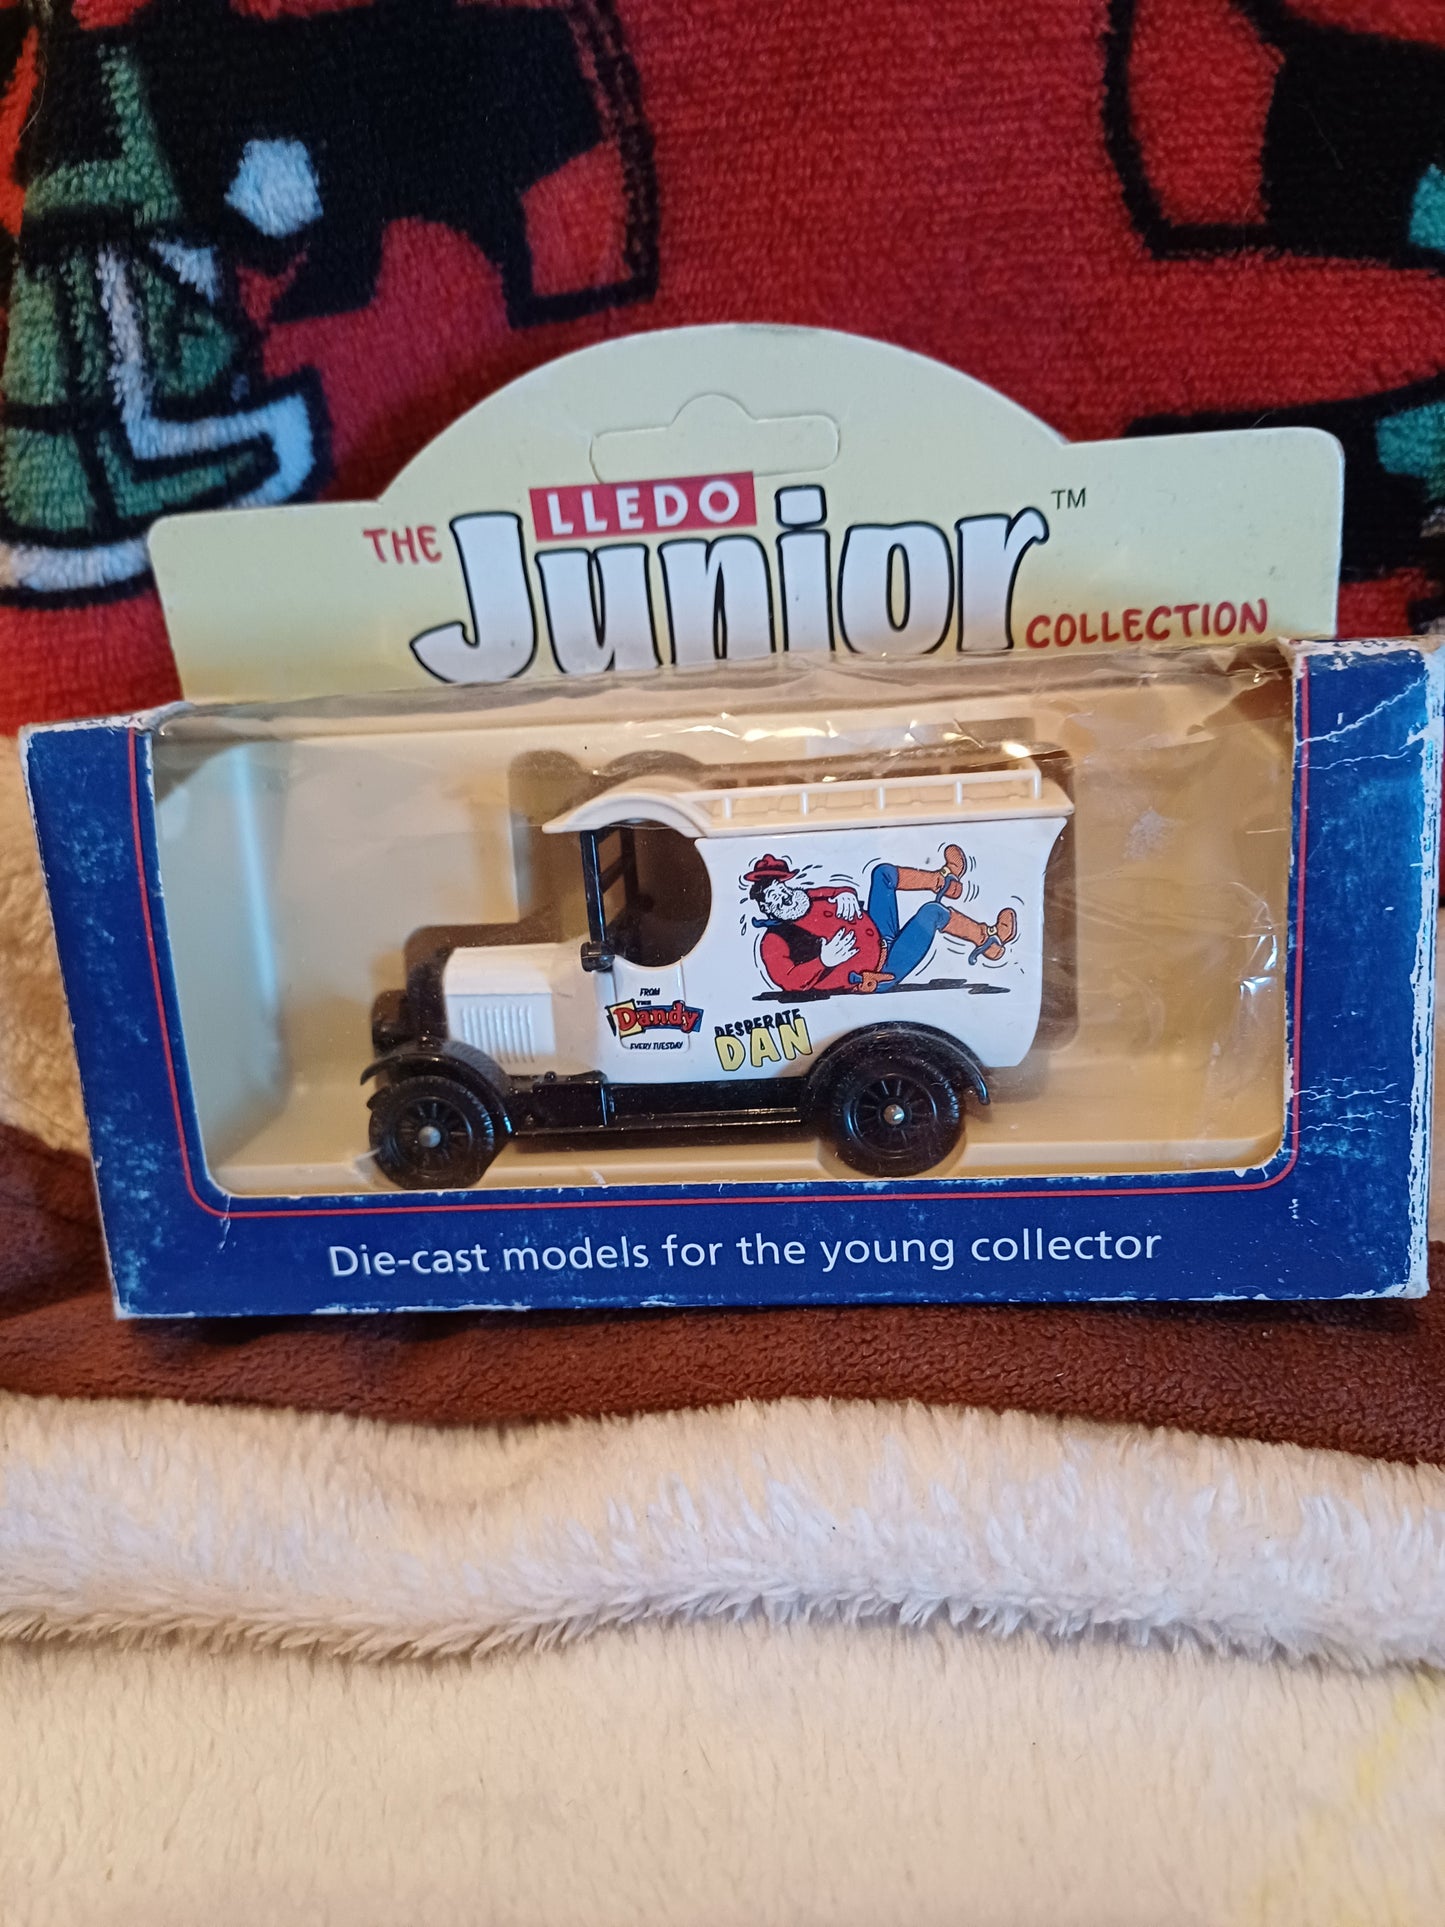 LLEDO
THE Junior COLLECTION ™
FROM
THE
Dandy
EVERY TUESDAY
DESPERATE
DAN
Die-cast models for the young collector